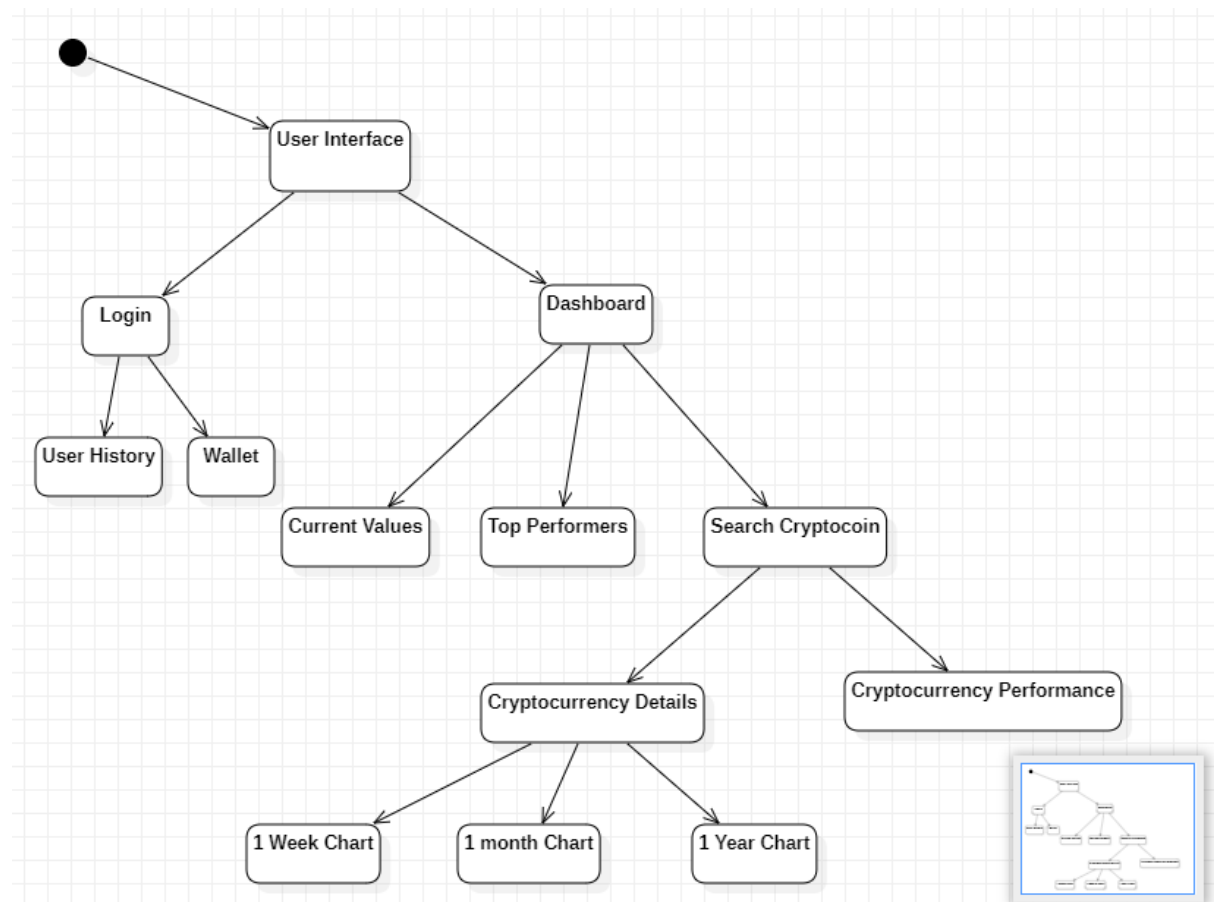 User Interface
Login
Dashboard
User History
Wallet
Current Values
Top Performers
Search Cryptocoin
Cryptocurrency Details
Cryptocurrency Performance
1 Week Chart
1 month Chart
1 Year Chart